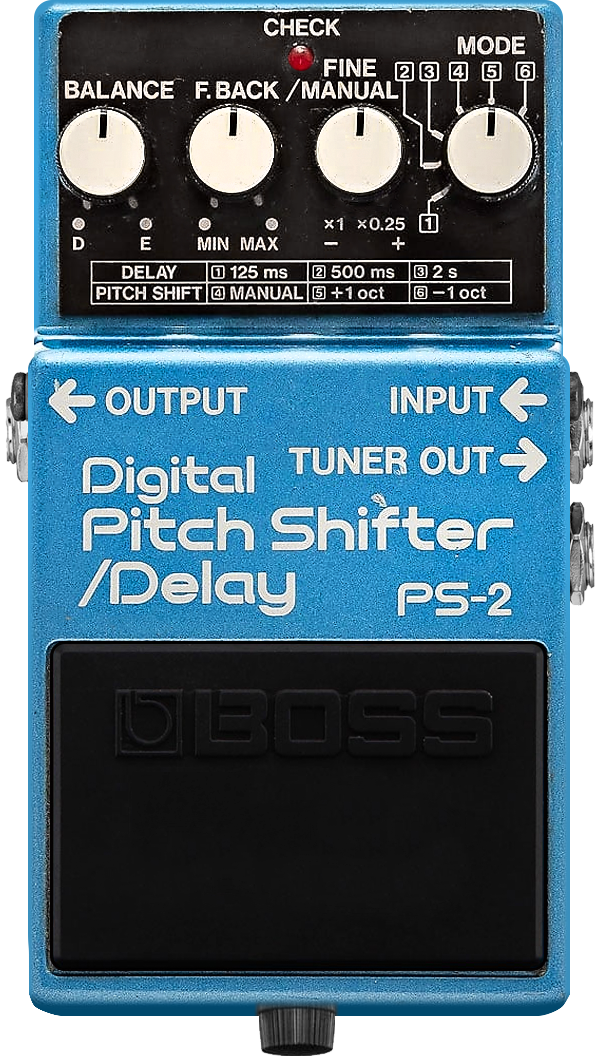 CHECK
MODE
FINE
/MANUAL
BALANCE
F. BACK
2 3 4 5 6
1
D E
MIN MAX
×1 ×0.25
− +
DELAY 1 125 ms 2 500 ms 3 2 s
PITCH SHIFT 4 MANUAL 5 +1 oct 6 −1 oct
← OUTPUT
INPUT ←
TUNER OUT →
Digital
Pitch Shifter
/Delay
PS-2
BOSS